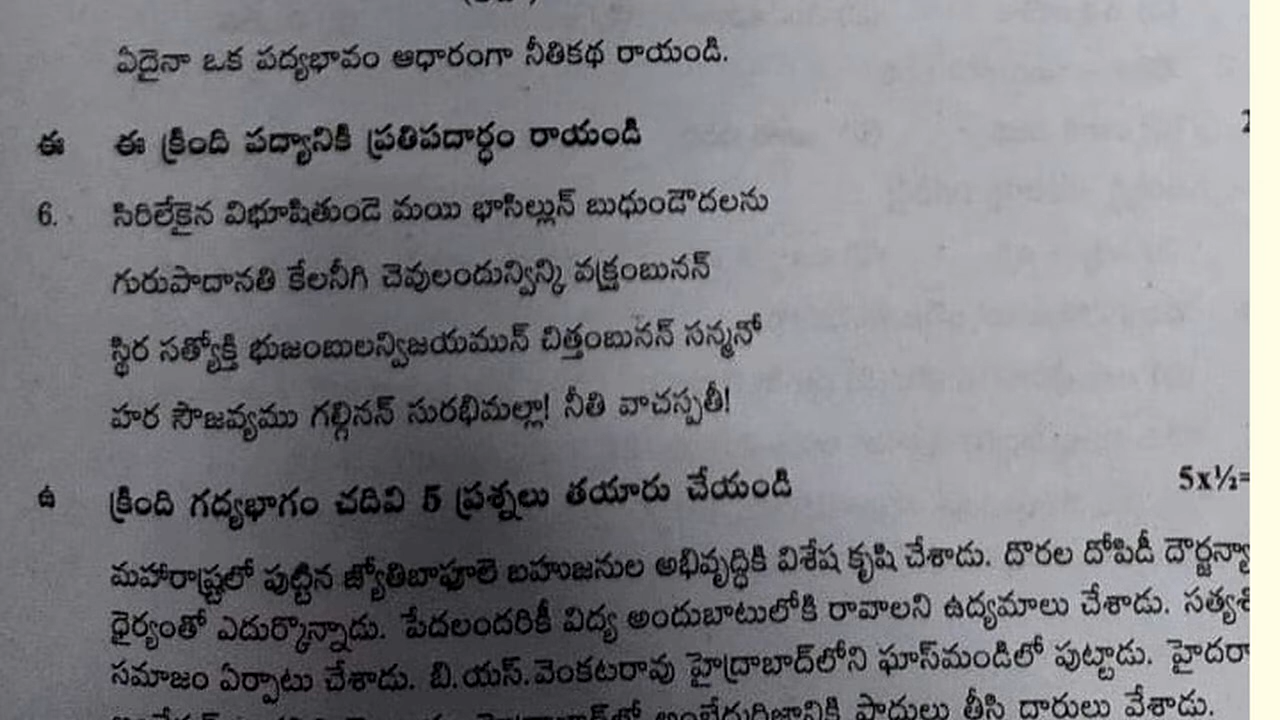 ఏదైనా ఒక పద్యభావం ఆధారంగా నీతికథ రాయండి.
ఈ ఈ క్రింది పద్యానికి ప్రతిపదార్ధం రాయండి
6. సిరిలేకైన విభూషితుండె మయి భాసిల్లున్ బుధుండౌదలను
గురుపాదానతి కేలనీగి చెవులందున్విన్కి వక్త్రంబునన్
స్థిర సత్యోక్తి భుజంబులన్విజయమున్ చిత్తంబునన్ సన్మనో
హర సౌజవ్యము గల్గినన్ సురభిమల్లా! నీతి వాచస్పతీ!
ఉ క్రింది గద్యభాగం చదివి 5 ప్రశ్నలు తయారు చేయండి 5x½=
మహారాష్ట్రలో పుట్టిన జ్యోతిబాఫూలె బహుజనుల అభివృద్ధికి విశేష కృషి చేశాడు. దొరల దోపిడీ
ధైర్యంతో ఎదుర్కొన్నాడు. పేదలందరికీ విద్య అందుబాటులోకి రావాలని ఉద్యమాలు చేశాడు.
సమాజం ఏర్పాటు చేశాడు. బి.యస్.వెంకటరావు హైద్రాబాద్‌లోని ఘాస్‌మండిలో పుట్టాడు.
పాదులు తీసి దారులు వేశాడు.